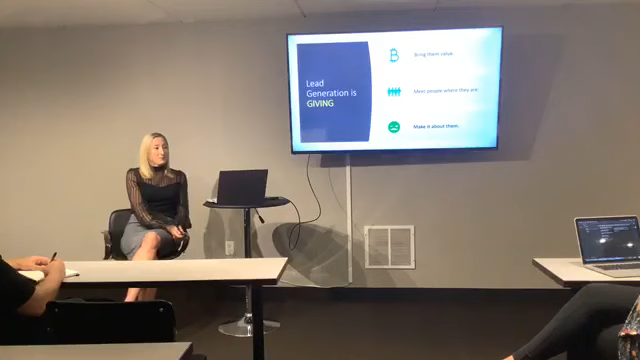 Lead
Generation is
GIVING
Bring them value.
Meet people where they are.
Make it about them.